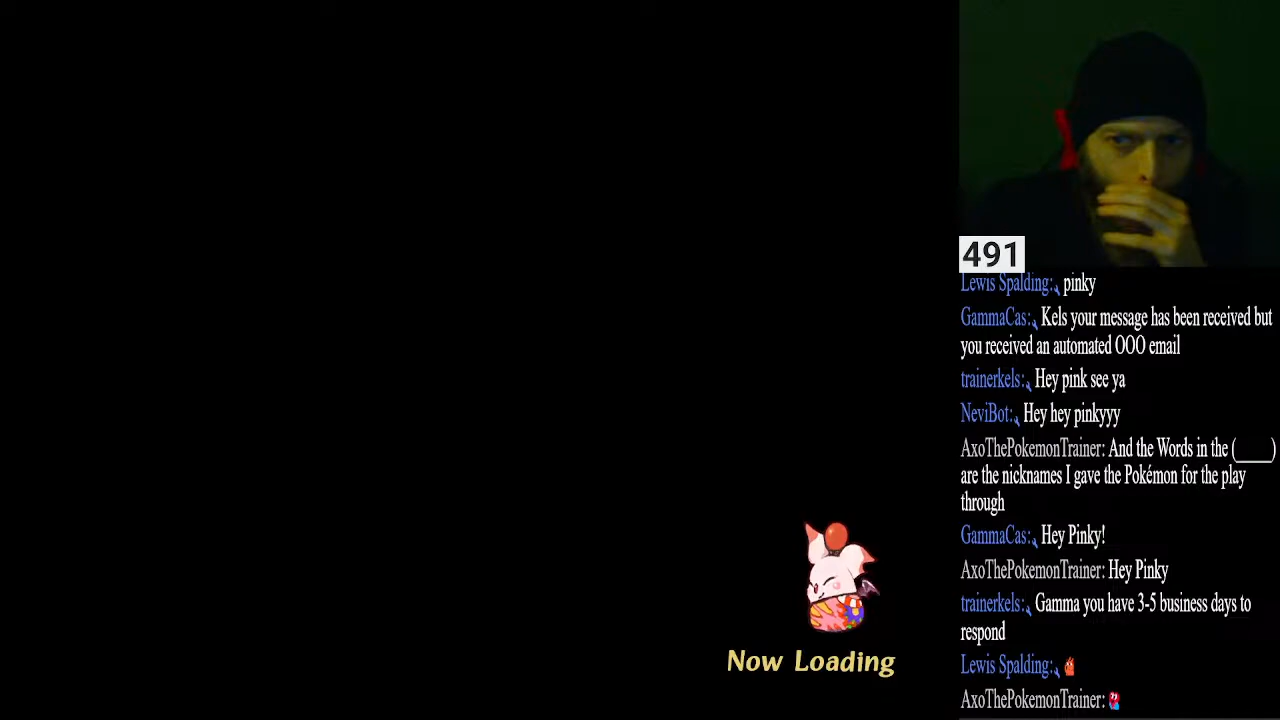 491
Lewis Spalding: pinky
GammaCas: Kels your message has been received but
you received an automated OOO email
trainerkels: Hey pink see ya
NeviBot: Hey hey pinkyyy
AxoThePokemonTrainer: And the Words in the (____)
are the nicknames I gave the Pokémon for the play
through
GammaCas: Hey Pinky!
AxoThePokemonTrainer: Hey Pinky
trainerkels: Gamma you have 3-5 business days to
respond
Lewis Spalding:
AxoThePokemonTrainer:
Now Loading